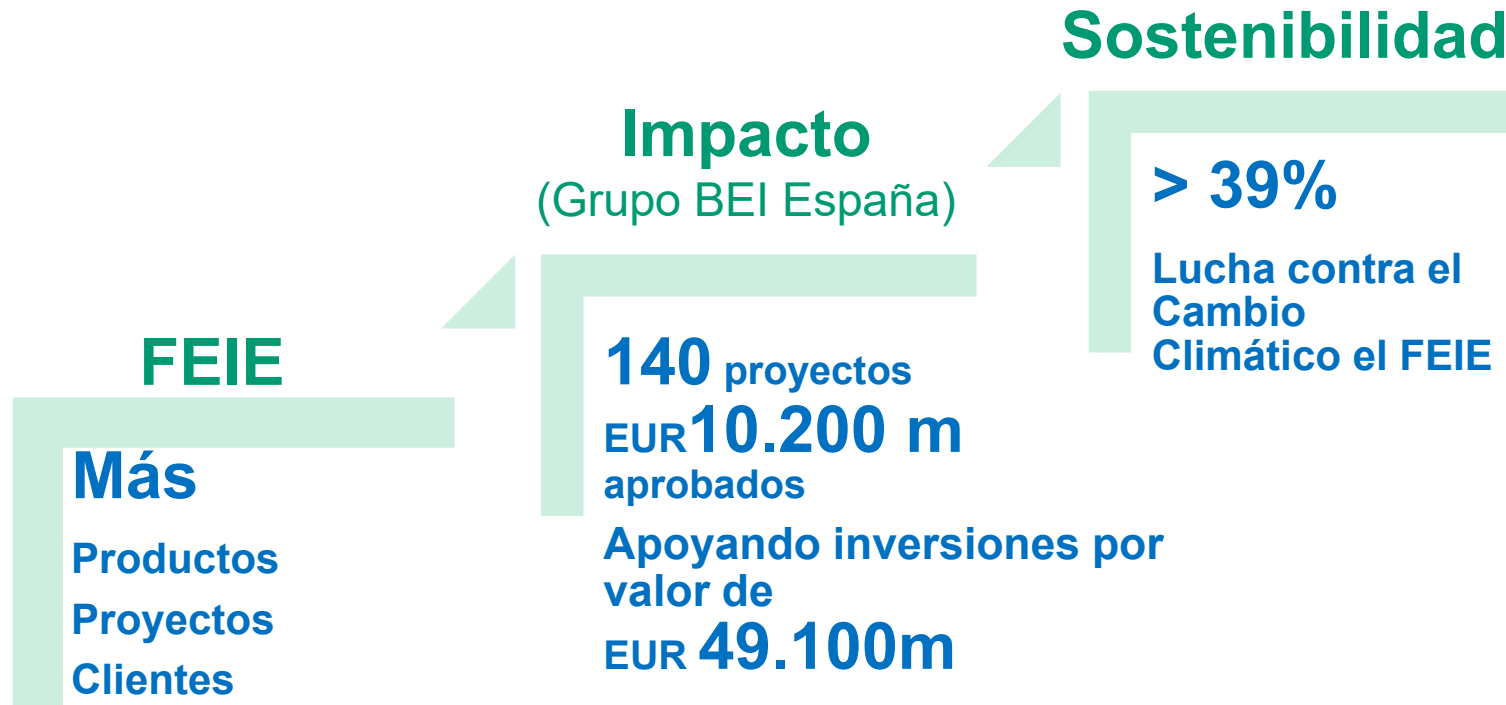 FEIE
Más
Productos
Proyectos
Clientes
Impacto
(Grupo BEI España)
140 proyectos
EUR10.200 m
aprobados
Apoyando inversiones por
valor de
EUR 49.100m
Sostenibilidad
> 39%
Lucha contra el
Cambio
Climático el FEIE